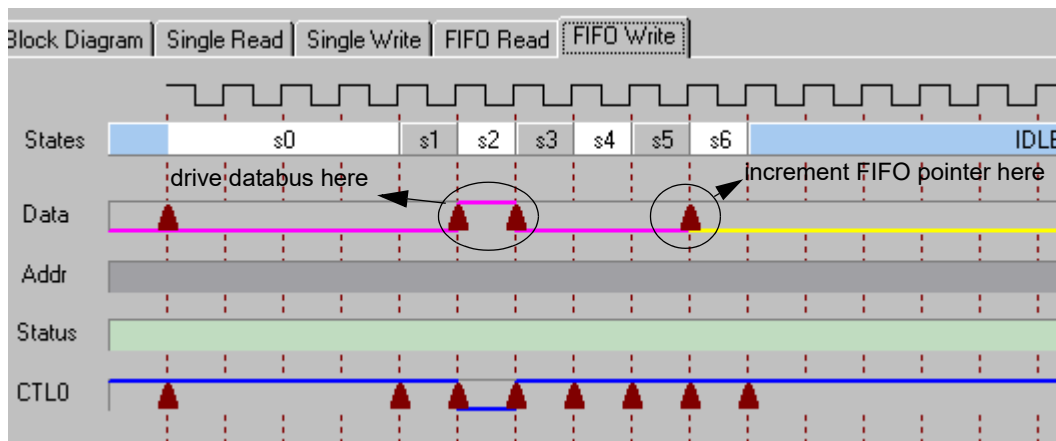 Block Diagram Single Read Single Write FIFO Read FIFO Write
States s0 s1 s2 s3 s4 s5 s6 IDLE
drive databus here increment FIFO pointer here
Data
Addr
Status
CTL0